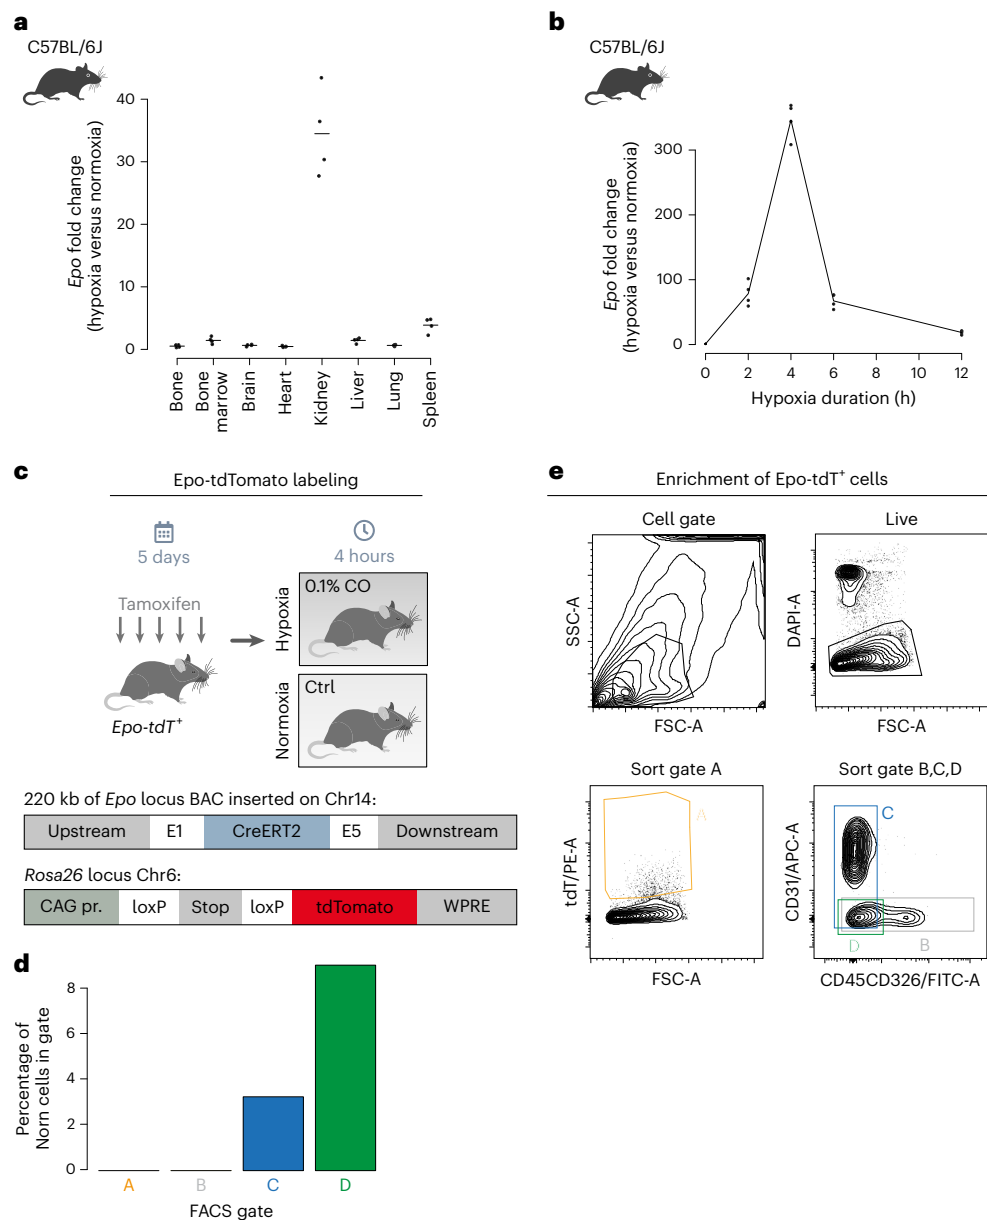 a
C57BL/6J
Epo fold change
(hypoxia versus normoxia)
40
30
20
10
0
Bone
Bone
marrow
Brain
Heart
Kidney
Liver
Lung
Spleen
b
C57BL/6J
Epo fold change
(hypoxia versus normoxia)
300
200
100
0
0 2 4 6 8 10 12
Hypoxia duration (h)
c
Epo-tdTomato labeling
5 days
4 hours
Tamoxifen
Epo-tdT+
Hypoxia
0.1% CO
Normoxia
Ctrl
220 kb of Epo locus BAC inserted on Chr14:
Upstream E1 CreERT2 E5 Downstream
Rosa26 locus Chr6:
CAG pr. loxP Stop loxP tdTomato WPRE
d
Percentage of
Norn cells in gate
8
6
4
2
0
A B C D
FACS gate
e
Enrichment of Epo-tdT+ cells
Cell gate
SSC-A
FSC-A
Live
DAPI-A
FSC-A
Sort gate A
A
tdT/PE-A
FSC-A
Sort gate B,C,D
C
D
B
CD31/APC-A
CD45CD326/FITC-A